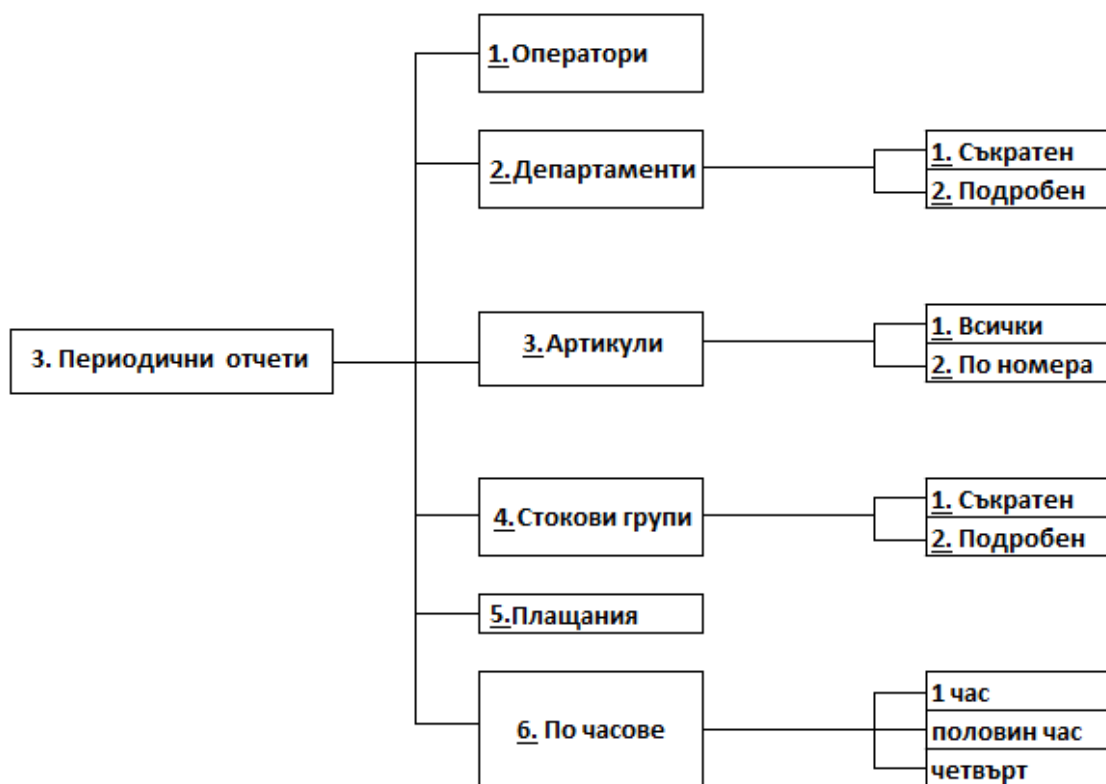 3. Периодични отчети
1.Оператори
2.Департаменти
1. Съкратен
2. Подробен
3.Артикули
1. Всички
2. По номера
4.Стокови групи
1. Съкратен
2. Подробен
5.Плащания
6. По часове
1 час
половин час
четвърт